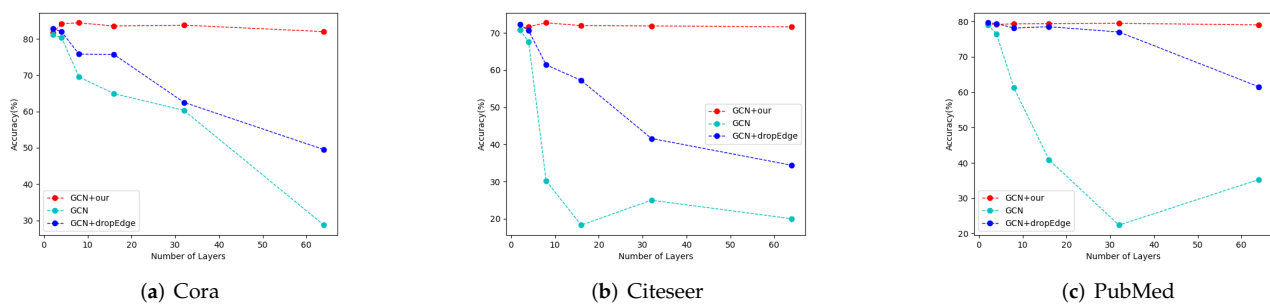 80
70
60
50
40
30
Accuracy(%)
GCN+our
GCN
GCN+dropEdge
0 10 20 30 40 50 60
Number of Layers
(a) Cora
70
60
50
40
30
20
Accuracy(%)
GCN+our
GCN
GCN+dropEdge
0 10 20 30 40 50 60
Number of Layers
(b) Citeseer
80
70
60
50
40
30
20
Accuracy(%)
GCN+our
GCN
GCN+dropEdge
0 10 20 30 40 50 60
Number of Layers
(c) PubMed